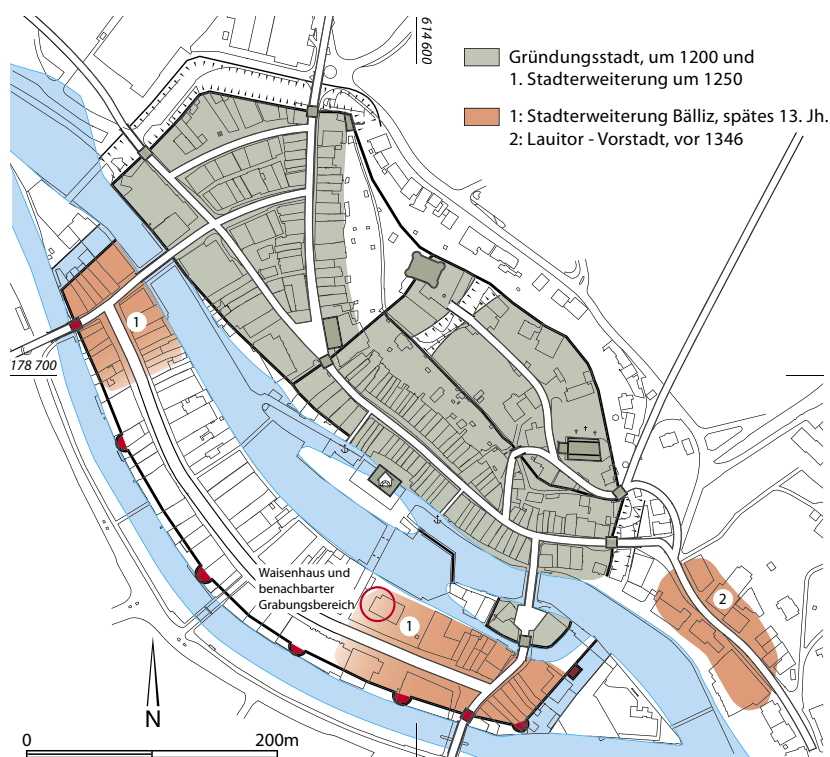 614 600
Gründungsstadt, um 1200 und
1. Stadterweiterung um 1250
1: Stadterweiterung Bälliz, spätes 13. Jh.
2: Lauitor - Vorstadt, vor 1346
1
178 700
Waisenhaus und
benachbarter
Grabungsbereich
1
2
N
0
200m